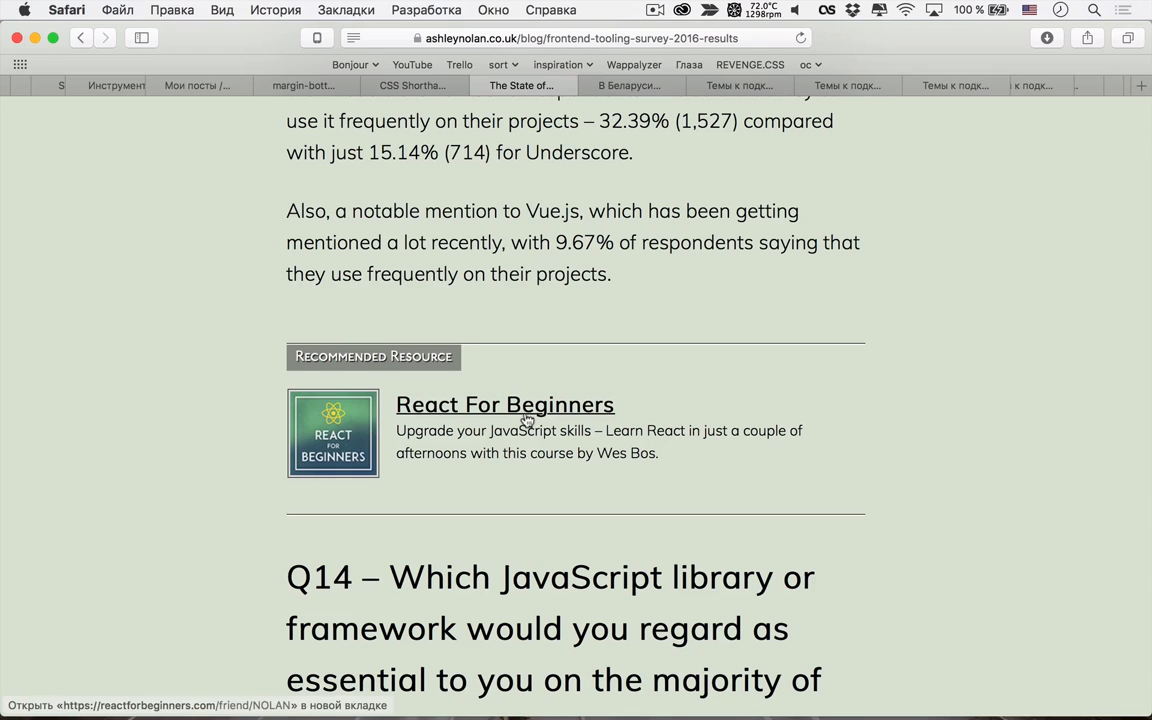 Safari Файл Правка Вид История Закладки Разработка Окно Справка 72.0°C 1298rpm 100 %
ashleynolan.co.uk/blog/frontend-tooling-survey-2016-results
Bonjour YouTube Trello sort inspiration Wappalyzer Глаза REVENGE.CSS ос
S Инструмент Мои посты /... margin-bott... CSS Shortha... The State of... В Беларуси... Темы к подк... Темы к подк... Темы к подк... к подк...
use it frequently on their projects – 32.39% (1,527) compared
with just 15.14% (714) for Underscore.
Also, a notable mention to Vue.js, which has been getting
mentioned a lot recently, with 9.67% of respondents saying that
they use frequently on their projects.
Recommended Resource
REACT
FOR
BEGINNERS
React For Beginners
Upgrade your JavaScript skills – Learn React in just a couple of
afternoons with this course by Wes Bos.
Q14 – Which JavaScript library or
framework would you regard as
essential to you on the majority of
Открыть «https://reactforbeginners.com/friend/NOLAN» в новой вкладке